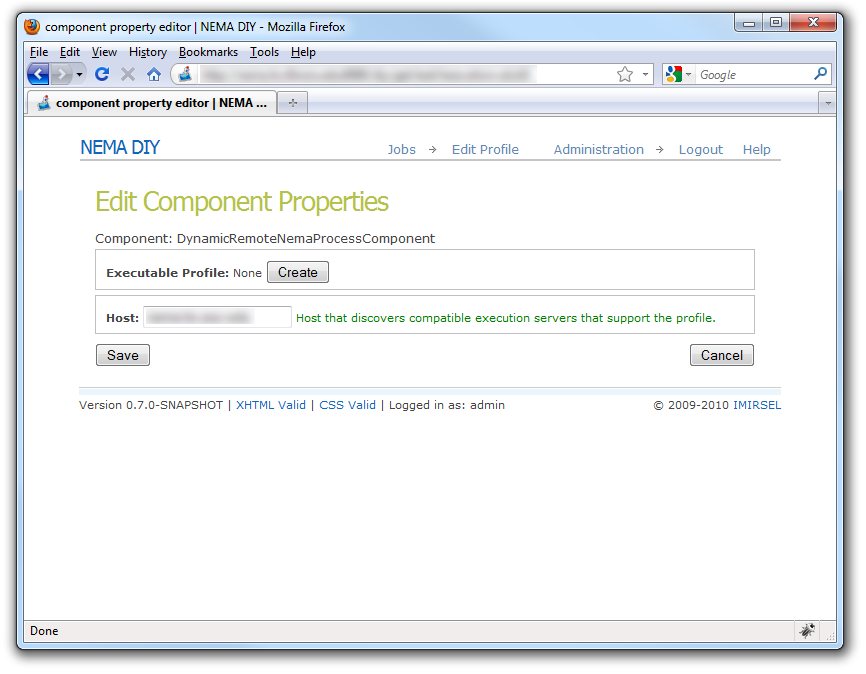 component property editor | NEMA DIY - Mozilla Firefox
File Edit View History Bookmarks Tools Help
Google
component property editor | NEMA ...
NEMA DIY Jobs Edit Profile Administration Logout Help
Edit Component Properties
Component: DynamicRemoteNemaProcessComponent
Executable Profile: None Create
Host: Host that discovers compatible execution servers that support the profile.
Save Cancel
Version 0.7.0-SNAPSHOT | XHTML Valid | CSS Valid | Logged in as: admin © 2009-2010 IMIRSEL
Done